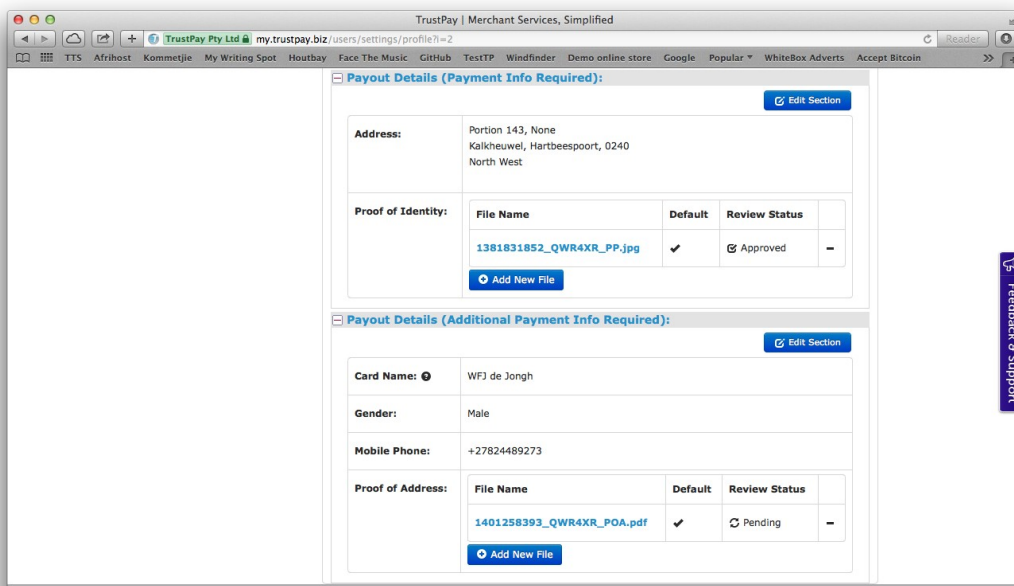 TrustPay | Merchant Services, Simplified
TrustPay Pty Ltd my.trustpay.biz/users/settings/profile?i=2
Reader
TTS Afrihost Kommetjie My Writing Spot Houtbay Face The Music GitHub TestTP Windfinder Demo online store Google Popular WhiteBox Adverts Accept Bitcoin
Payout Details (Payment Info Required):
Edit Section
Address:
Portion 143, None
Kalkheuwel, Hartbeespoort, 0240
North West
Proof of Identity:
File Name Default Review Status
1381831852_QWR4XR_PP.jpg Approved
Add New File
Payout Details (Additional Payment Info Required):
Edit Section
Card Name: WFJ de Jongh
Gender: Male
Mobile Phone: +27824489273
Proof of Address:
File Name Default Review Status
1401258393_QWR4XR_POA.pdf Pending
Add New File
Feedback & Support